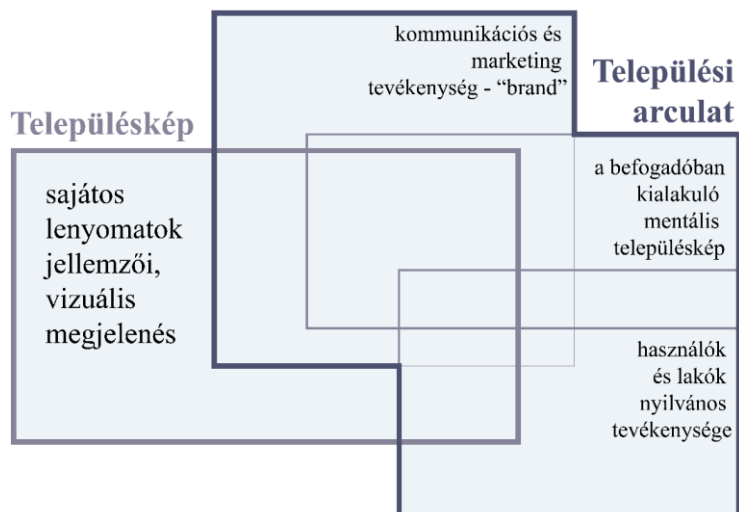 Településkép
sajátos
lenyomatok
jellemzői,
vizuális
megjelenés
kommunikációs és
marketing
tevékenység - “brand”
Települési
arculat
a befogadóban
kialakuló
mentális
településkép
használók
és lakók
nyilvános
tevékenysége